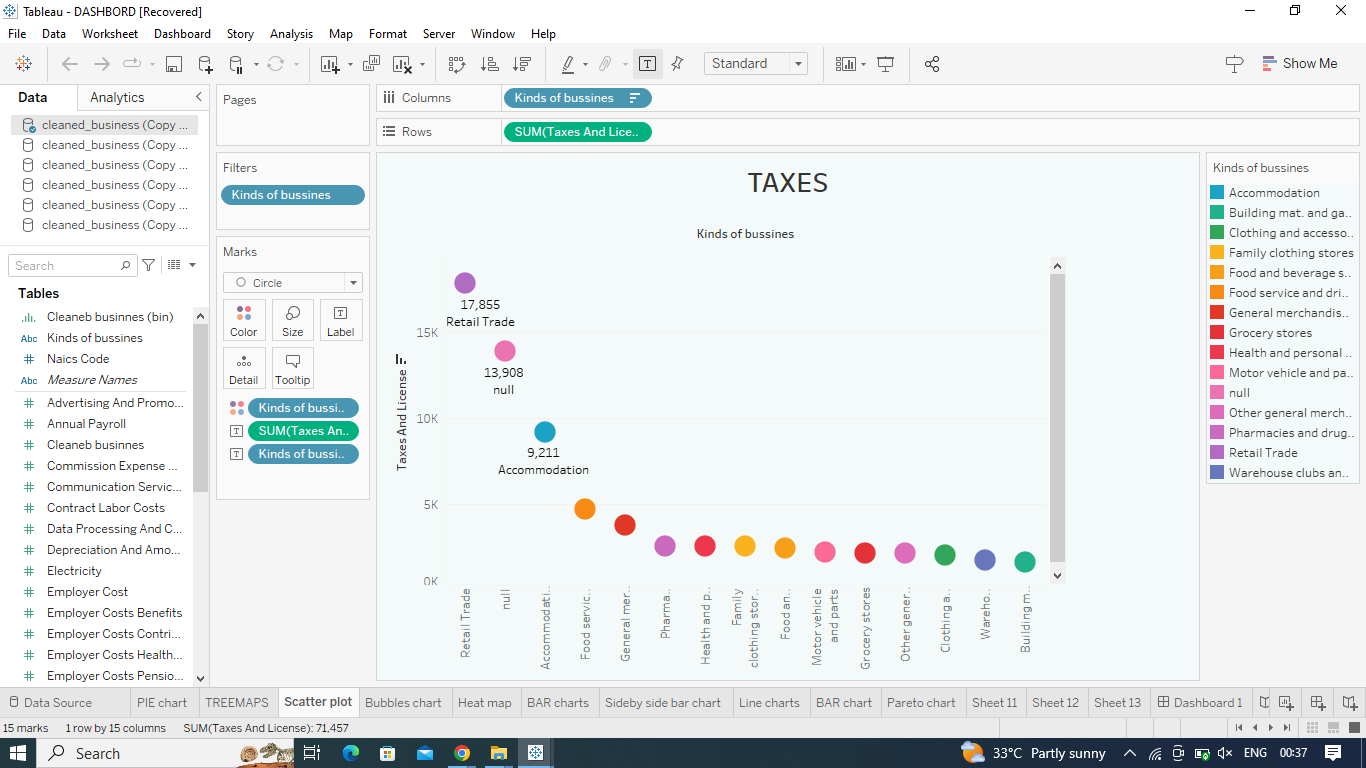 Tableau - DASHBORD [Recovered]
File Data Worksheet Dashboard Story Analysis Map Format Server Window Help
Standard
Show Me
Data Analytics
cleaned_business (Copy ...
cleaned_business (Copy ...
cleaned_business (Copy ...
cleaned_business (Copy ...
cleaned_business (Copy ...
cleaned_business (Copy ...
Search
Tables
Cleaneb businnes (bin)
Abc Kinds of bussines
Naics Code
Abc Measure Names
Advertising And Promo...
Annual Payroll
Cleaneb businnes
Commission Expense ...
Communication Servic...
Contract Labor Costs
Data Processing And C...
Depreciation And Amo...
Electricity
Employer Cost
Employer Costs Benefits
Employer Costs Contri...
Employer Costs Health...
Employer Costs Pensio...
Pages
Filters
Kinds of bussines
Marks
Circle
Color Size Label
Detail Tooltip
Kinds of bussi..
SUM(Taxes An..
Kinds of bussi..
Columns Kinds of bussines
Rows SUM(Taxes And Lice..
TAXES
Kinds of bussines
Taxes And License
15K
10K
5K
0K
17,855
Retail Trade
13,908
null
9,211
Accommodation
Retail Trade
null
Accommodati..
Food servic..
General mer..
Pharma..
Health and p..
Family
clothing stor..
Food an..
Motor vehicle
and parts
Grocery stores
Other gener..
Clothing a..
Wareho..
Building m..
Kinds of bussines
Accommodation
Building mat. and ga..
Clothing and accesso..
Family clothing stores
Food and beverage s..
Food service and dri..
General merchandis..
Grocery stores
Health and personal ..
Motor vehicle and pa..
null
Other general merch..
Pharmacies and drug..
Retail Trade
Warehouse clubs an..
Data Source PIE chart TREEMAPS Scatter plot Bubbles chart Heat map BAR charts Sideby side bar chart Line charts BAR chart Pareto chart Sheet 11 Sheet 12 Sheet 13 Dashboard 1
15 marks 1 row by 15 columns SUM(Taxes And License): 71,457
Search
33°C Partly sunny ENG 00:37